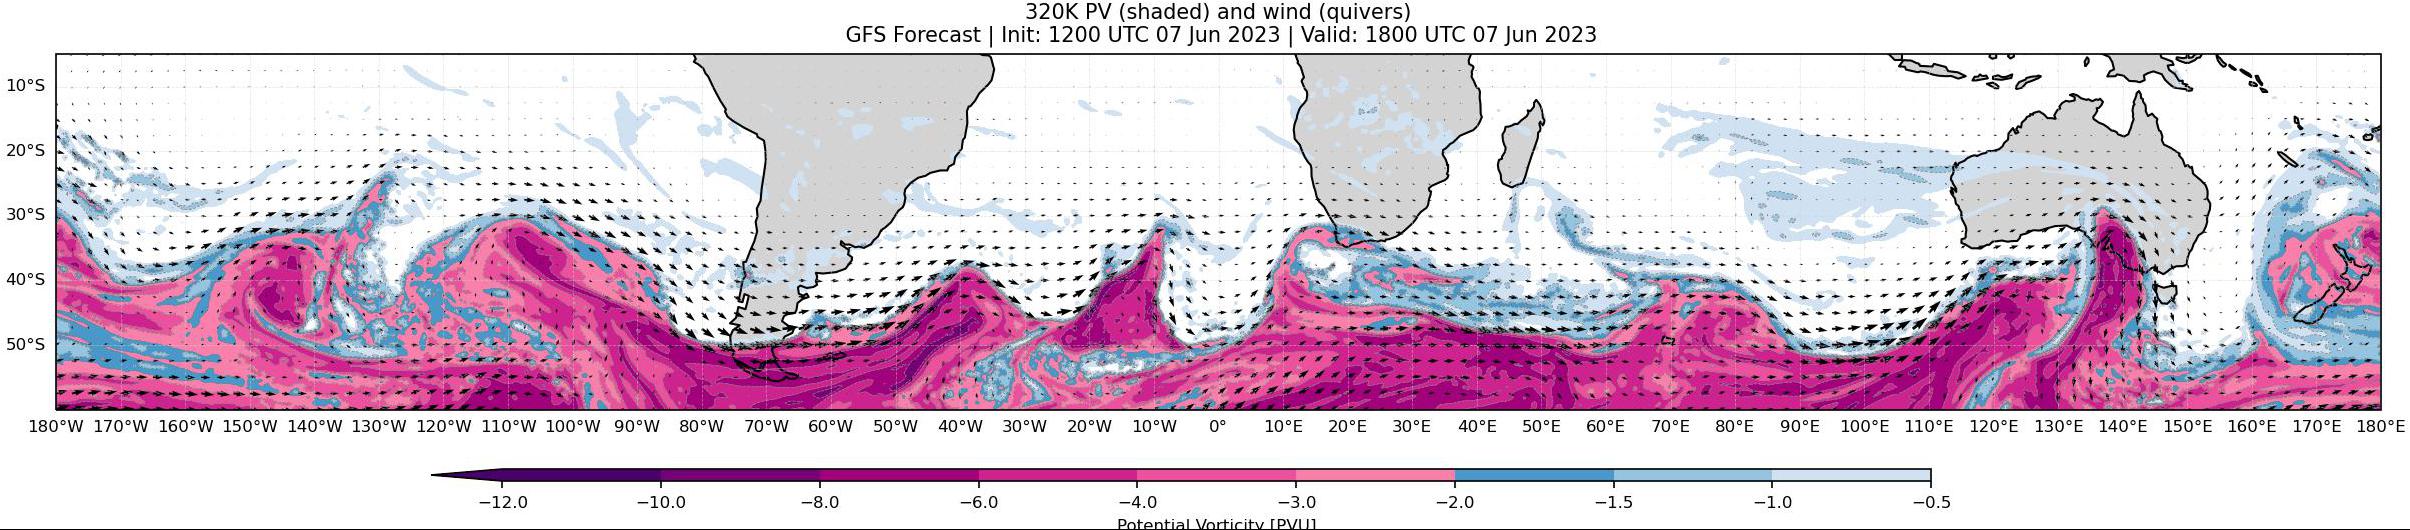 320K PV (shaded) and wind (quivers)
GFS Forecast | Init: 1200 UTC 07 Jun 2023 | Valid: 1800 UTC 07 Jun 2023
10°S
20°S
30°S
40°S
50°S
180°W 170°W 160°W 150°W 140°W 130°W 120°W 110°W 100°W 90°W 80°W 70°W 60°W 50°W 40°W 30°W 20°W 10°W 0° 10°E 20°E 30°E 40°E 50°E 60°E 70°E 80°E 90°E 100°E 110°E 120°E 130°E 140°E 150°E 160°E 170°E 180°E
−12.0 −10.0 −8.0 −6.0 −4.0 −3.0 −2.0 −1.5 −1.0 −0.5
Potential Vorticity [PVU]